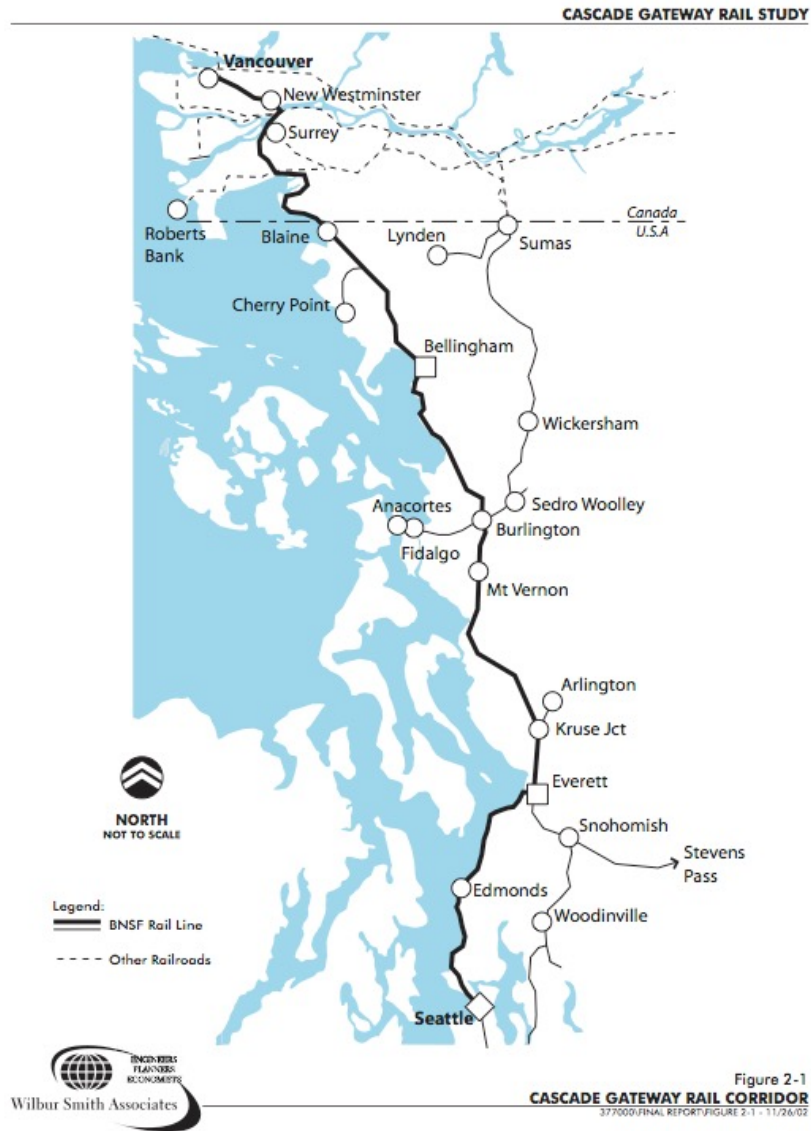 CASCADE GATEWAY RAIL STUDY
Vancouver
New Westminster
Surrey
Roberts
Bank
Blaine
Lynden
Sumas
Canada
U.S.A
Cherry Point
Bellingham
Wickersham
Sedro Woolley
Anacortes
Burlington
Fidalgo
Mt Vernon
Arlington
Kruse Jct
Everett
NORTH
NOT TO SCALE
Snohomish
Stevens
Pass
Edmonds
Woodinville
Legend:
BNSF Rail Line
Other Railroads
Seattle
ENGINEERS
PLANNERS
ECONOMISTS
Wilbur Smith Associates
Figure 2-1
CASCADE GATEWAY RAIL CORRIDOR
377000\FINAL REPORT\FIGURE 2-1 - 11/26/02